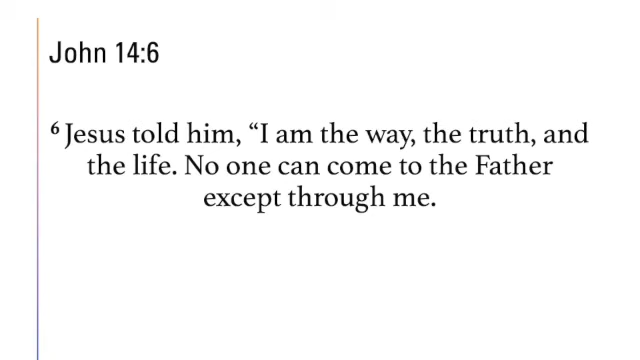 John 14:6
⁶ Jesus told him, “I am the way, the truth, and
the life. No one can come to the Father
except through me.